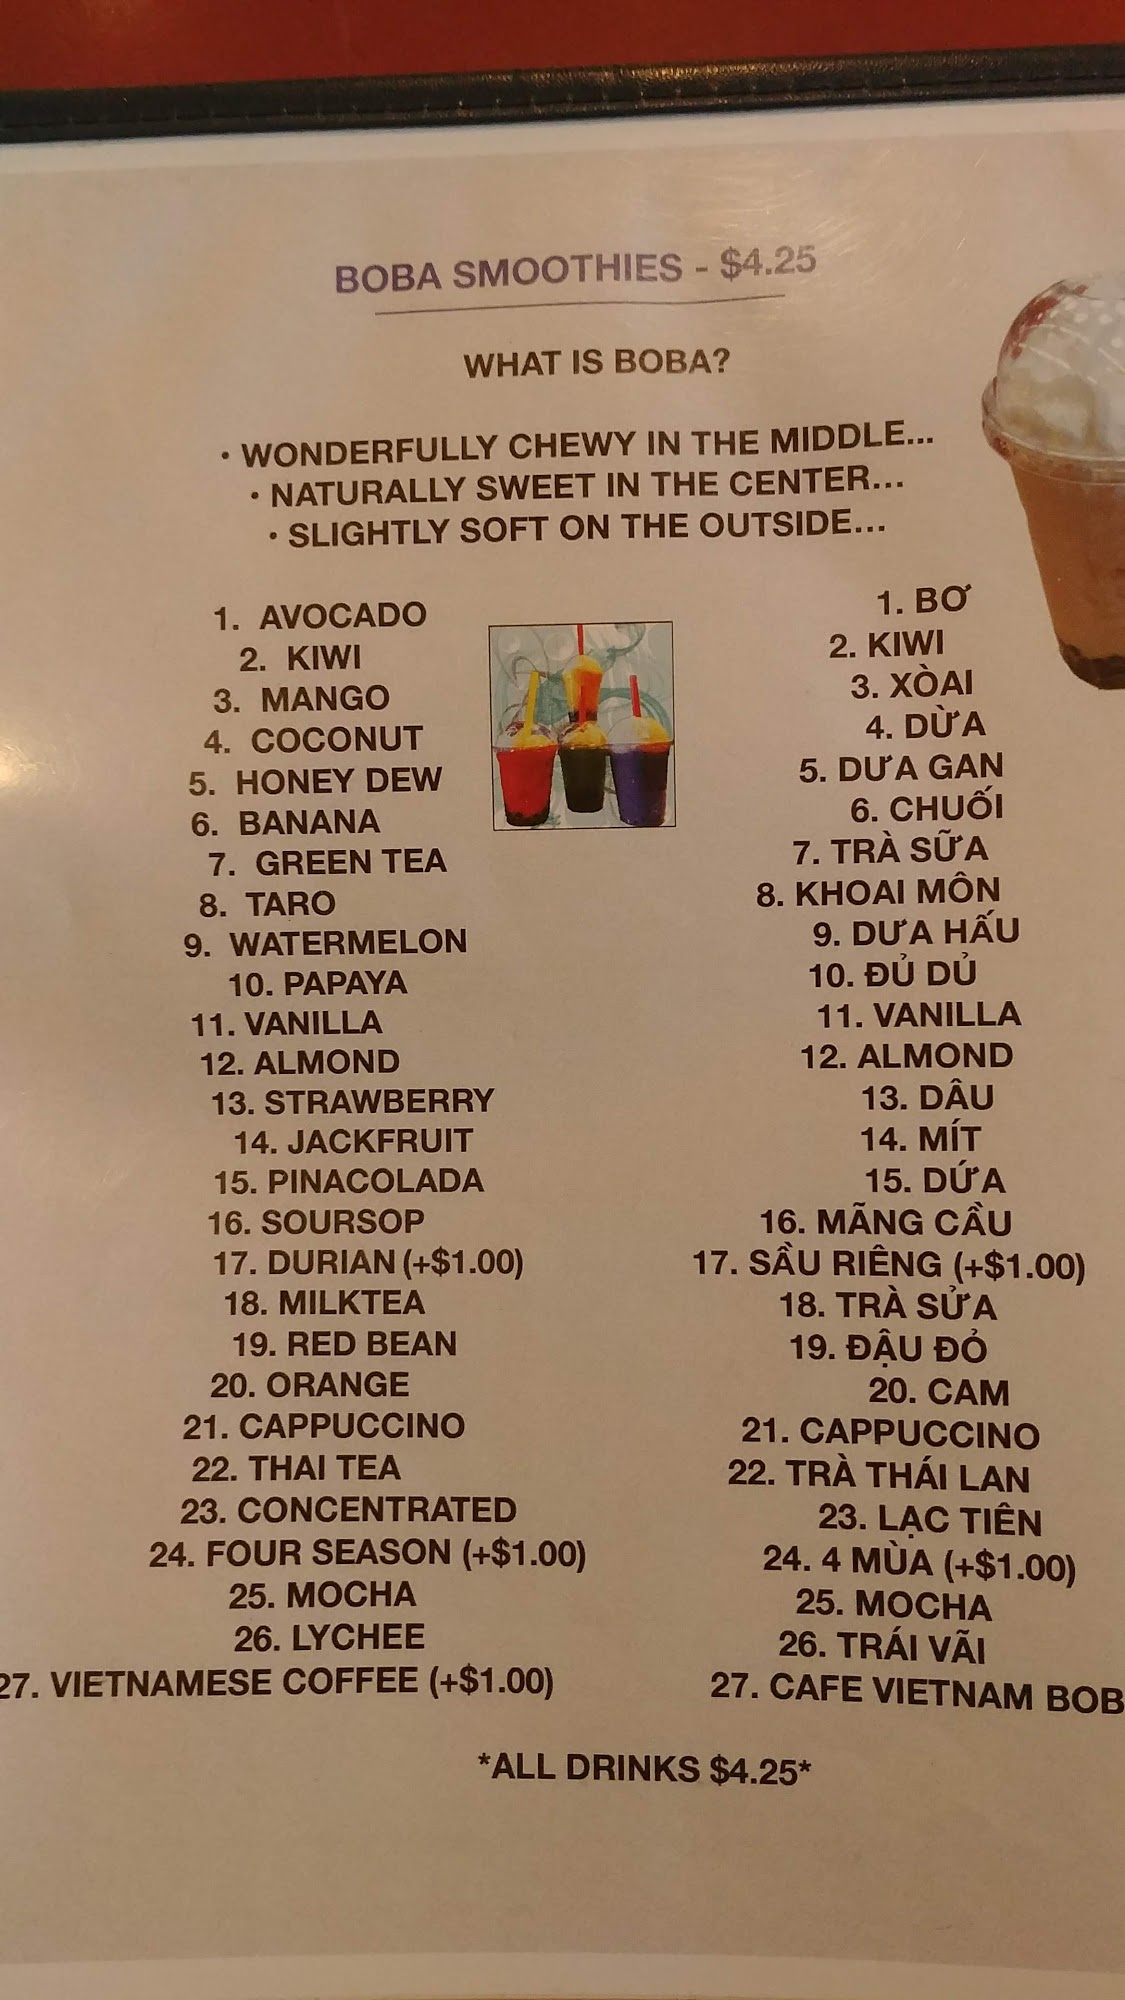 BOBA SMOOTHIES - $4.25
WHAT IS BOBA?
• WONDERFULLY CHEWY IN THE MIDDLE...
• NATURALLY SWEET IN THE CENTER...
• SLIGHTLY SOFT ON THE OUTSIDE...
1. AVOCADO
2. KIWI
3. MANGO
4. COCONUT
5. HONEY DEW
6. BANANA
7. GREEN TEA
8. TARO
9. WATERMELON
10. PAPAYA
11. VANILLA
12. ALMOND
13. STRAWBERRY
14. JACKFRUIT
15. PINACOLADA
16. SOURSOP
17. DURIAN (+$1.00)
18. MILKTEA
19. RED BEAN
20. ORANGE
21. CAPPUCCINO
22. THAI TEA
23. CONCENTRATED
24. FOUR SEASON (+$1.00)
25. MOCHA
26. LYCHEE
27. VIETNAMESE COFFEE (+$1.00)
1. BƠ
2. KIWI
3. XÒAI
4. DỪA
5. DƯA GAN
6. CHUỐI
7. TRÀ SỮA
8. KHOAI MÔN
9. DƯA HẤU
10. ĐỦ DỦ
11. VANILLA
12. ALMOND
13. DÂU
14. MÍT
15. DỨA
16. MÃNG CẦU
17. SẦU RIÊNG (+$1.00)
18. TRÀ SỬA
19. ĐẬU ĐỎ
20. CAM
21. CAPPUCCINO
22. TRÀ THÁI LAN
23. LẠC TIÊN
24. 4 MÙA (+$1.00)
25. MOCHA
26. TRÁI VÃI
27. CAFE VIETNAM BOB
*ALL DRINKS $4.25*